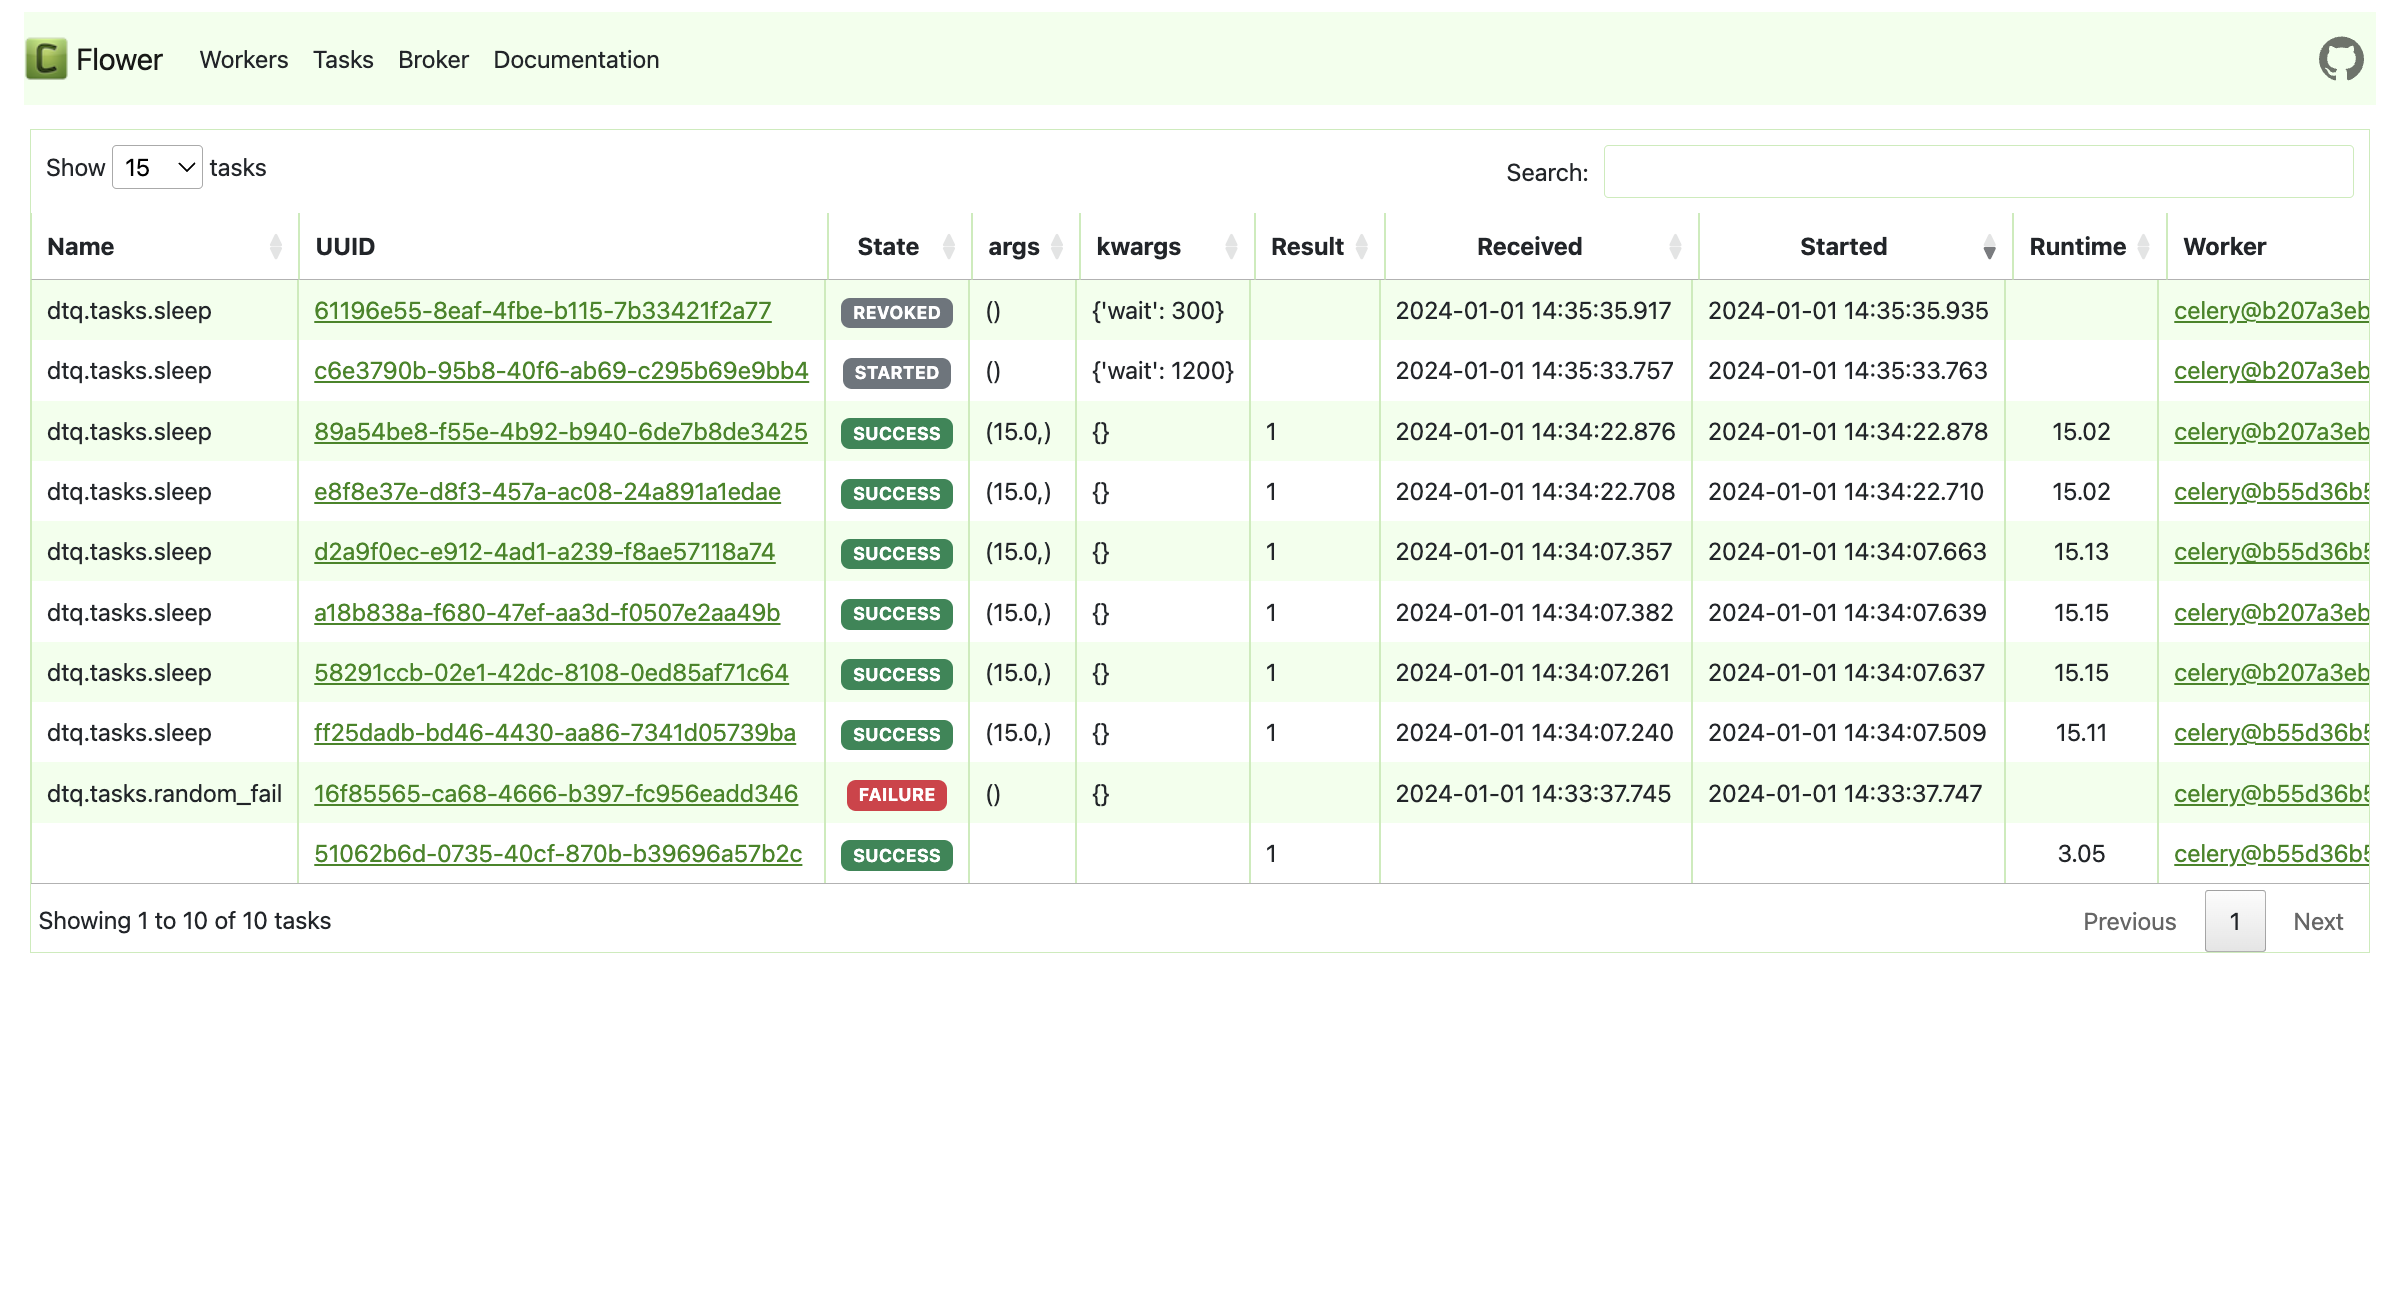 C Flower Workers Tasks Broker Documentation
Show 15 tasks Search:
Name UUID State args kwargs Result Received Started Runtime Worker
dtq.tasks.sleep 61196e55-8eaf-4fbe-b115-7b33421f2a77 REVOKED () {'wait': 300} 2024-01-01 14:35:35.917 2024-01-01 14:35:35.935 celery@b207a3eb
dtq.tasks.sleep c6e3790b-95b8-40f6-ab69-c295b69e9bb4 STARTED () {'wait': 1200} 2024-01-01 14:35:33.757 2024-01-01 14:35:33.763 celery@b207a3eb
dtq.tasks.sleep 89a54be8-f55e-4b92-b940-6de7b8de3425 SUCCESS (15.0,) {} 1 2024-01-01 14:34:22.876 2024-01-01 14:34:22.878 15.02 celery@b207a3eb
dtq.tasks.sleep e8f8e37e-d8f3-457a-ac08-24a891a1edae SUCCESS (15.0,) {} 1 2024-01-01 14:34:22.708 2024-01-01 14:34:22.710 15.02 celery@b55d36b5
dtq.tasks.sleep d2a9f0ec-e912-4ad1-a239-f8ae57118a74 SUCCESS (15.0,) {} 1 2024-01-01 14:34:07.357 2024-01-01 14:34:07.663 15.13 celery@b55d36b5
dtq.tasks.sleep a18b838a-f680-47ef-aa3d-f0507e2aa49b SUCCESS (15.0,) {} 1 2024-01-01 14:34:07.382 2024-01-01 14:34:07.639 15.15 celery@b207a3eb
dtq.tasks.sleep 58291ccb-02e1-42dc-8108-0ed85af71c64 SUCCESS (15.0,) {} 1 2024-01-01 14:34:07.261 2024-01-01 14:34:07.637 15.15 celery@b207a3eb
dtq.tasks.sleep ff25dadb-bd46-4430-aa86-7341d05739ba SUCCESS (15.0,) {} 1 2024-01-01 14:34:07.240 2024-01-01 14:34:07.509 15.11 celery@b55d36b5
dtq.tasks.random_fail 16f85565-ca68-4666-b397-fc956eadd346 FAILURE () {} 2024-01-01 14:33:37.745 2024-01-01 14:33:37.747 celery@b55d36b5
51062b6d-0735-40cf-870b-b39696a57b2c SUCCESS 1 3.05 celery@b55d36b5
Showing 1 to 10 of 10 tasks Previous 1 Next